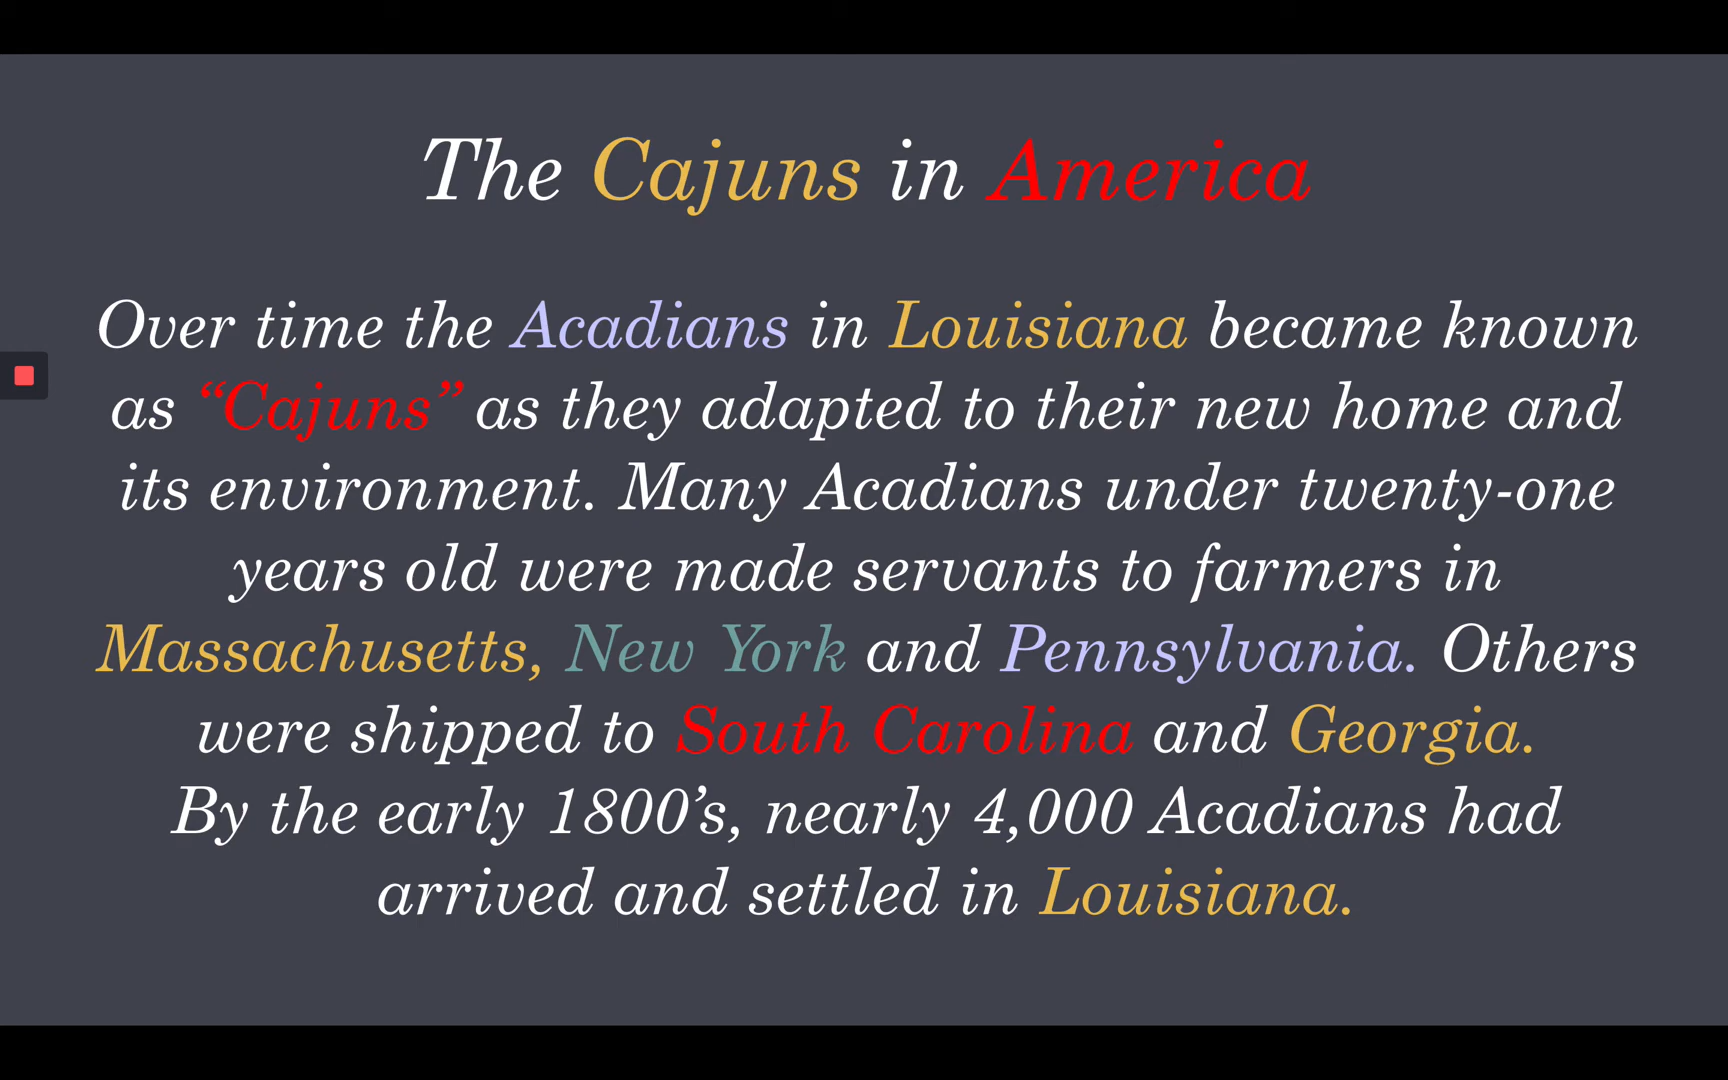 The Cajuns in America
Over time the Acadians in Louisiana became known
as “Cajuns” as they adapted to their new home and
its environment. Many Acadians under twenty-one
years old were made servants to farmers in
Massachusetts, New York and Pennsylvania. Others
were shipped to South Carolina and Georgia.
By the early 1800’s, nearly 4,000 Acadians had
arrived and settled in Louisiana.